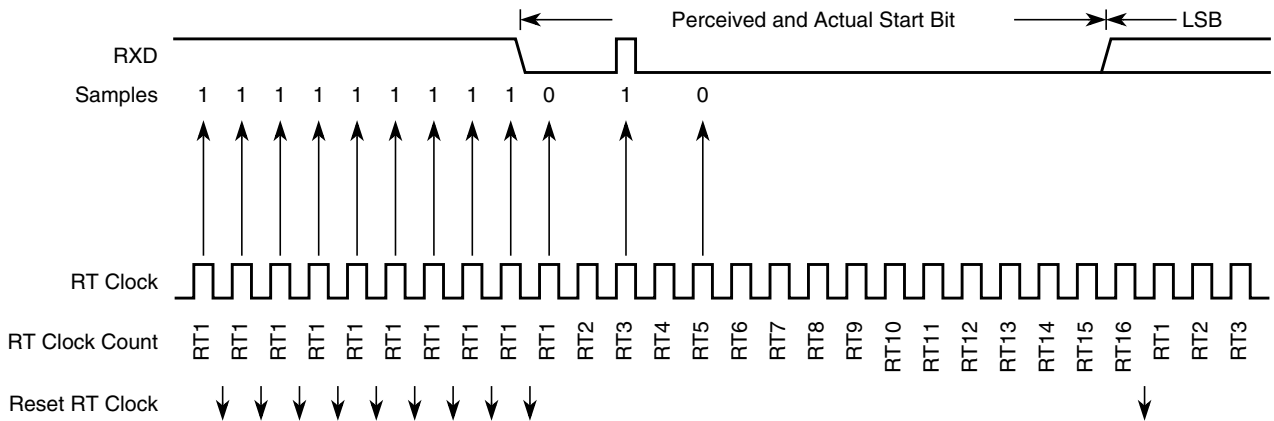 Perceived and Actual Start Bit LSB
RXD
Samples 1 1 1 1 1 1 1 1 1 0 1 0
RT Clock
RT Clock Count RT1 RT1 RT1 RT1 RT1 RT1 RT1 RT1 RT1 RT1 RT2 RT3 RT4 RT5 RT6 RT7 RT8 RT9 RT10 RT11 RT12 RT13 RT14 RT15 RT16 RT1 RT2 RT3
Reset RT Clock